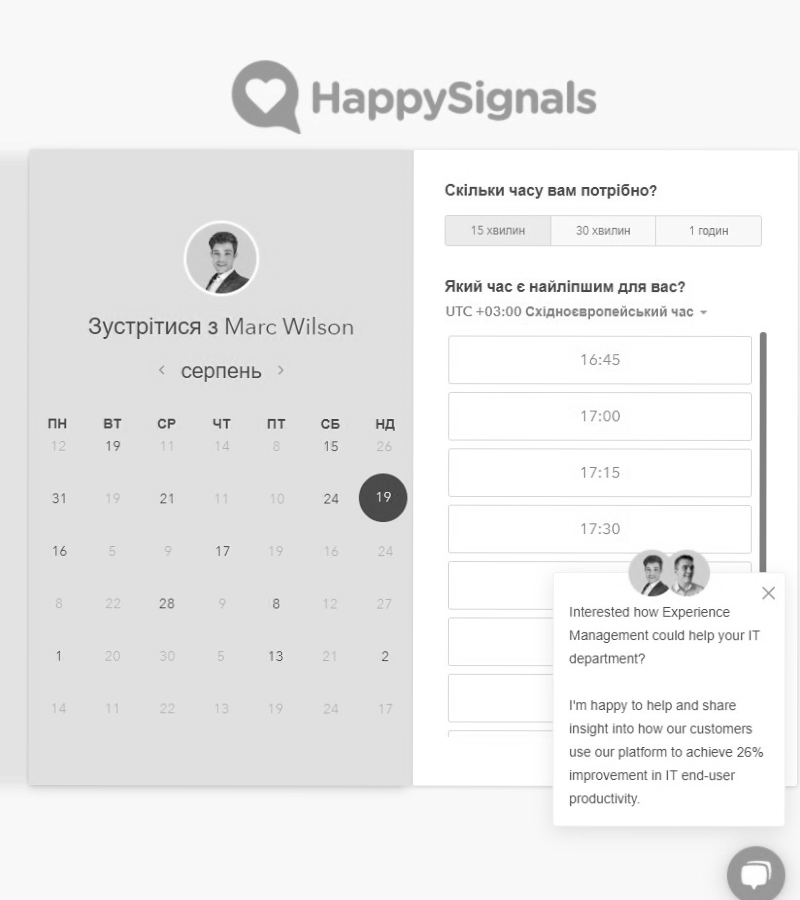 HappySignals
Зустрітися з Marc Wilson
серпень
ПН ВТ СР ЧТ ПТ СБ НД
12 19 11 14 8 15 26
31 19 21 11 10 24 19
16 5 9 17 19 16 24
8 22 28 9 8 12 27
1 20 30 5 13 21 2
14 11 22 13 19 24 17
Скільки часу вам потрібно?
15 хвилин 30 хвилин 1 годин
Який час є найліпшим для вас?
UTC +03:00 Східноєвропейський час
16:45
17:00
17:15
17:30
Interested how Experience
Management could help your IT
department?
I'm happy to help and share
insight into how our customers
use our platform to achieve 26%
improvement in IT end-user
productivity.